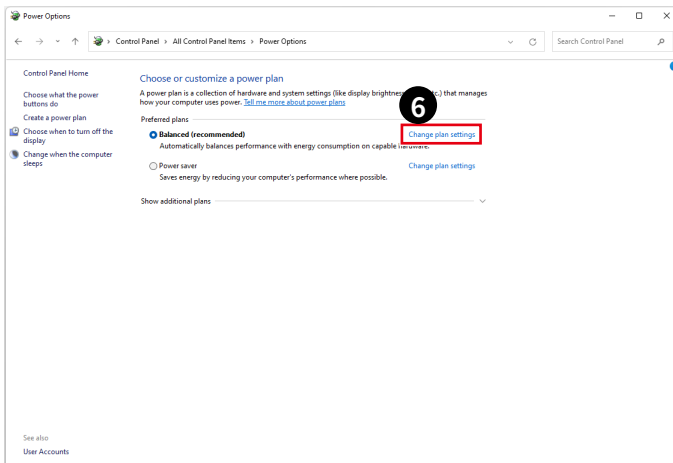 Power Options
Control Panel > All Control Panel Items > Power Options
Search Control Panel
Control Panel Home
Choose what the power
buttons do
Create a power plan
Choose when to turn off the
display
Change when the computer
sleeps
See also
User Accounts
Choose or customize a power plan
A power plan is a collection of hardware and system settings (like display brightness, etc.) that manages
how your computer uses power. Tell me more about power plans
6
Preferred plans
Balanced (recommended)
Change plan settings
Automatically balances performance with energy consumption on capable hardware.
Power saver
Change plan settings
Saves energy by reducing your computer's performance where possible.
Show additional plans